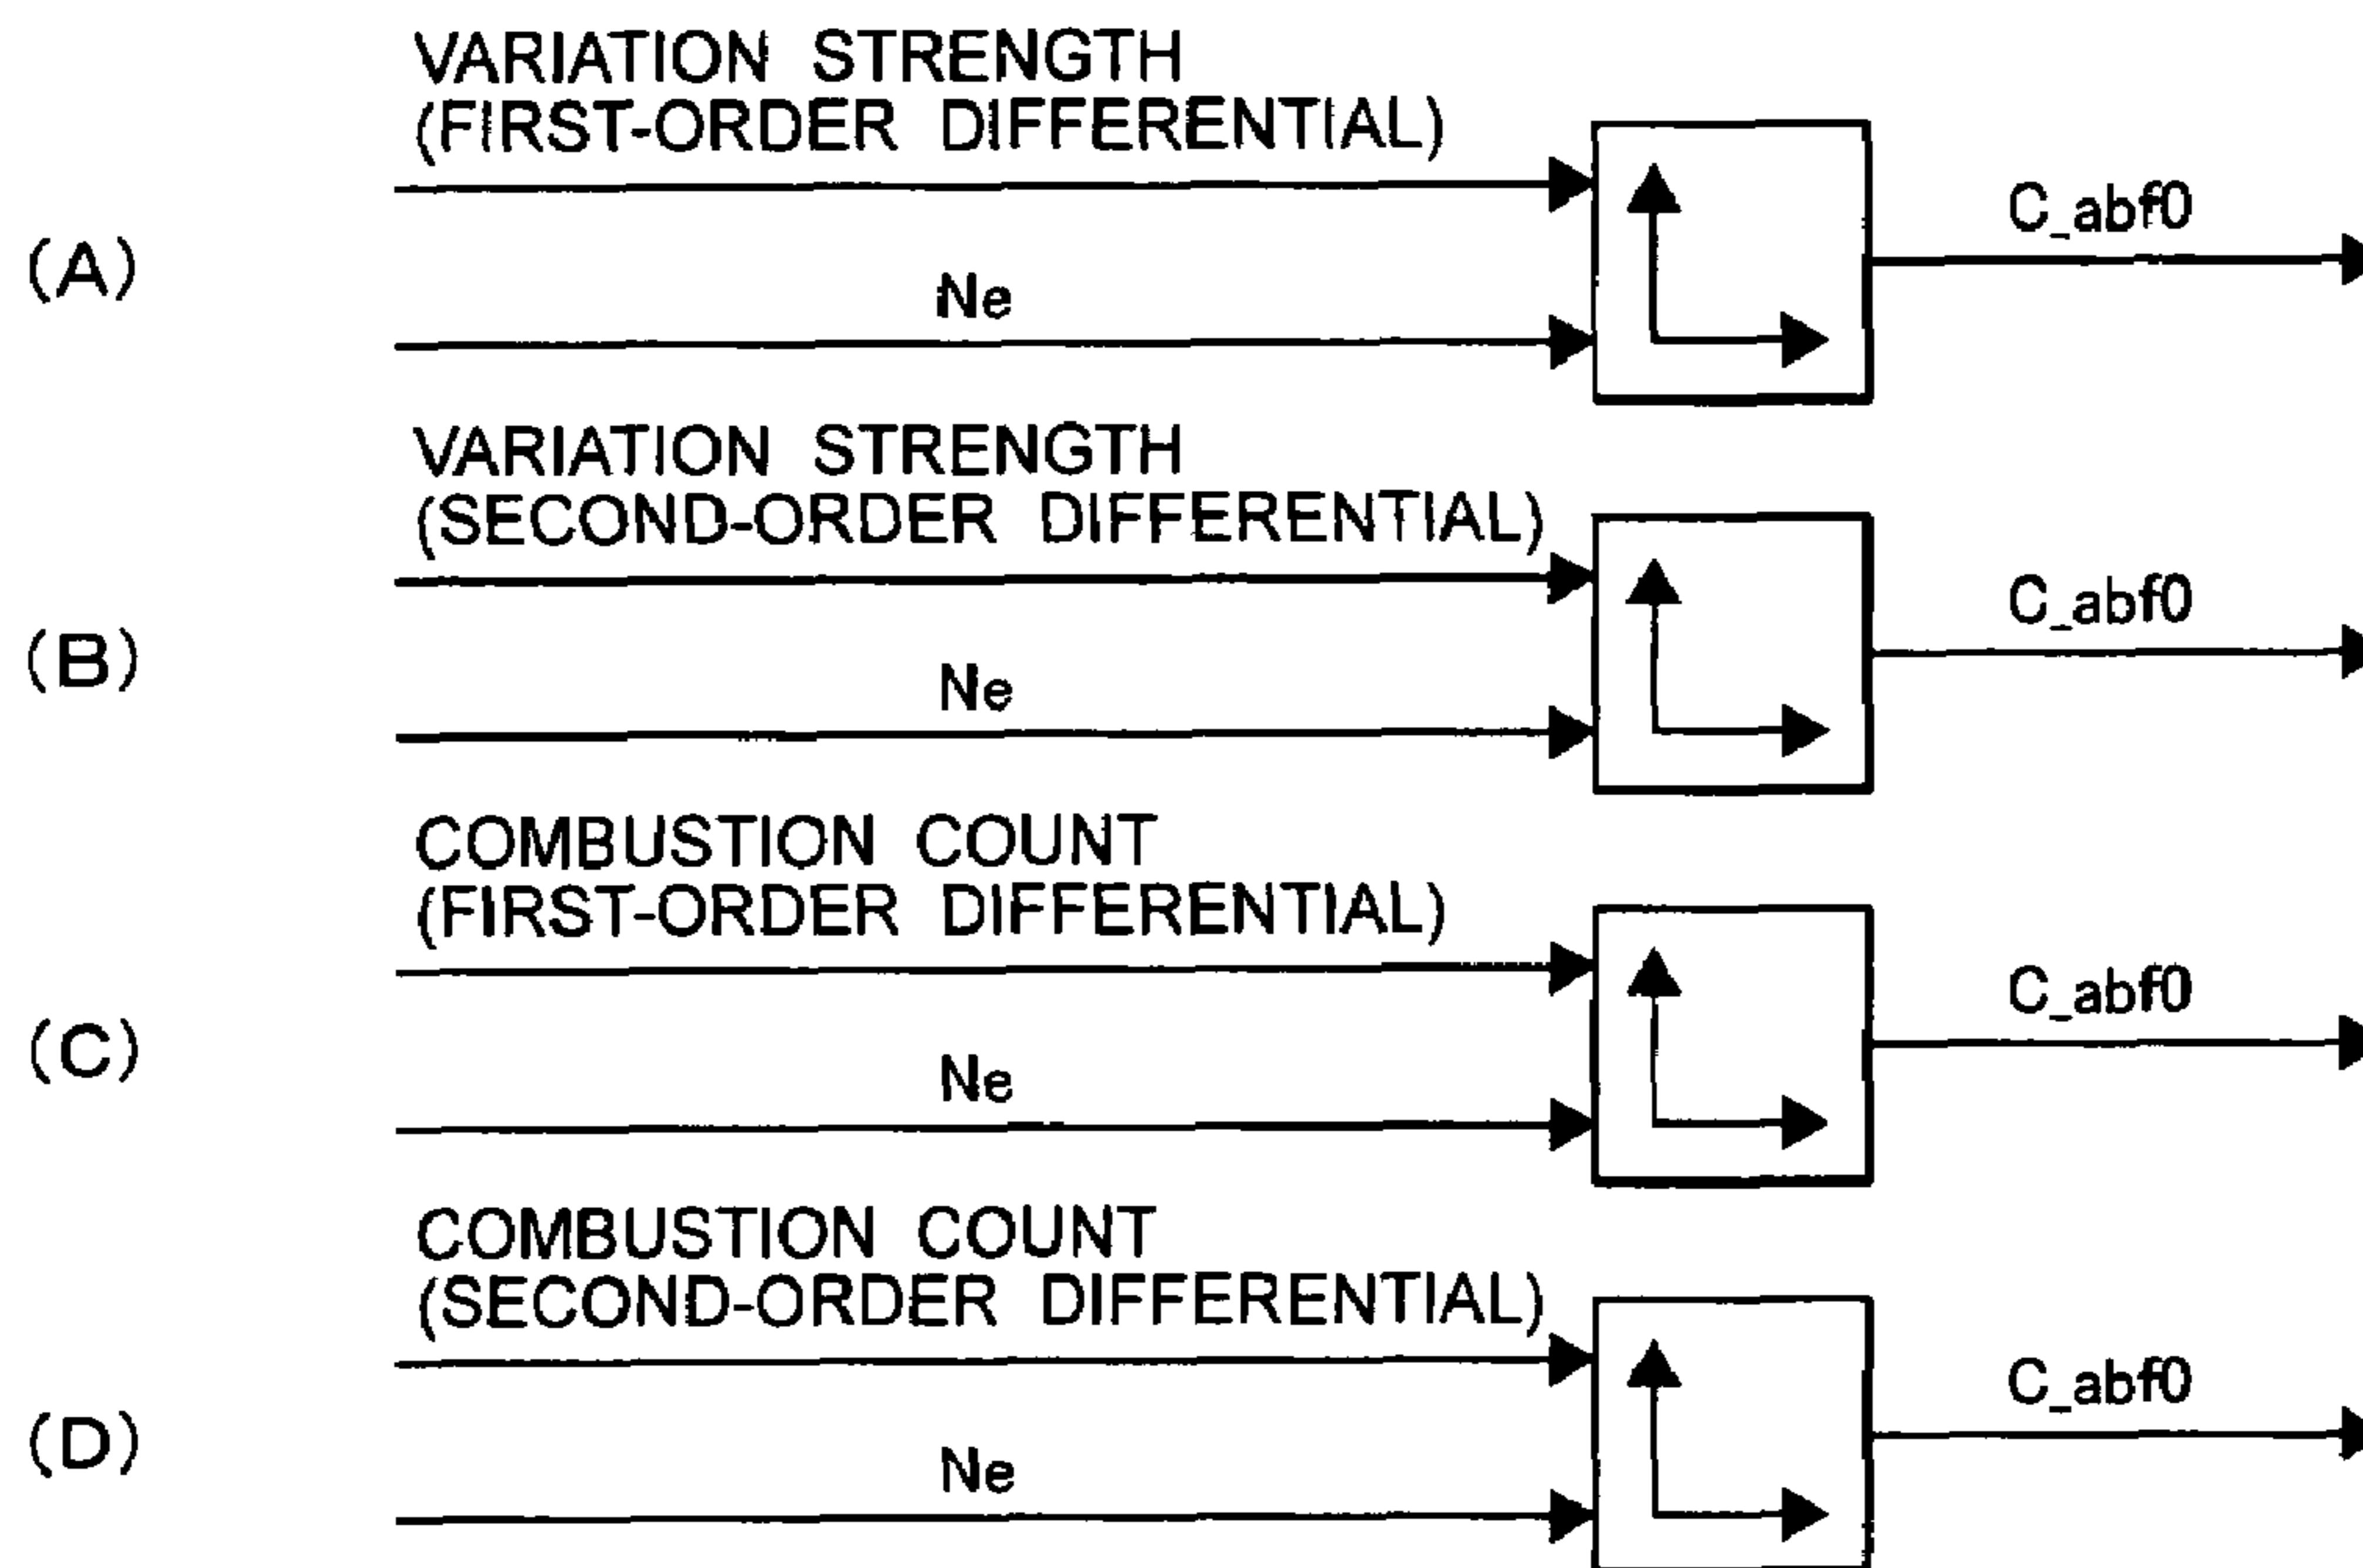 VARIATION STRENGTH
(FIRST-ORDER DIFFERENTIAL)
C_abf0
(A)
Ne
VARIATION STRENGTH
(SECOND-ORDER DIFFERENTIAL)
C_abf0
(B)
Ne
COMBUSTION COUNT
(FIRST-ORDER DIFFERENTIAL)
C_abf0
(C)
Ne
COMBUSTION COUNT
(SECOND-ORDER DIFFERENTIAL)
C_abf0
(D)
Ne